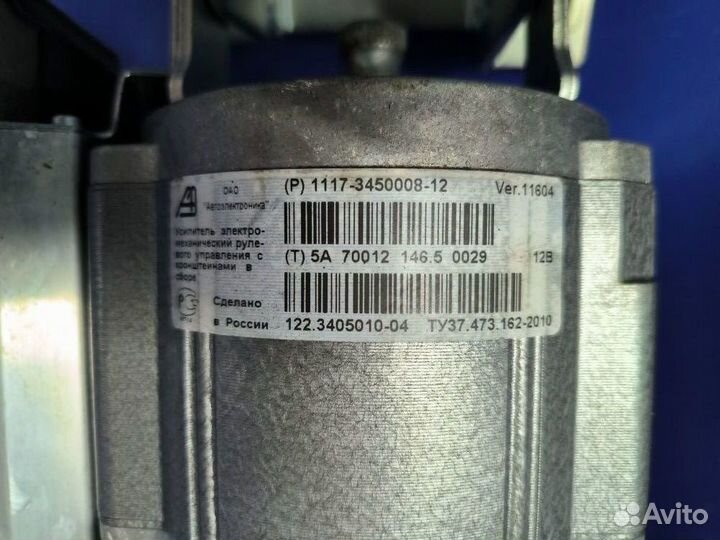 (P) 1117-3450008-12 Ver.11604
ОАО
"Автоэлектроника"
Усилитель электро-
механический руле-
вого управления с
кронштейнами в
сборе
(T) 5A 70012 146.5 0029 12В
Сделано
в России
122.3405010-04 ТУ37.473.162-2010
Avito